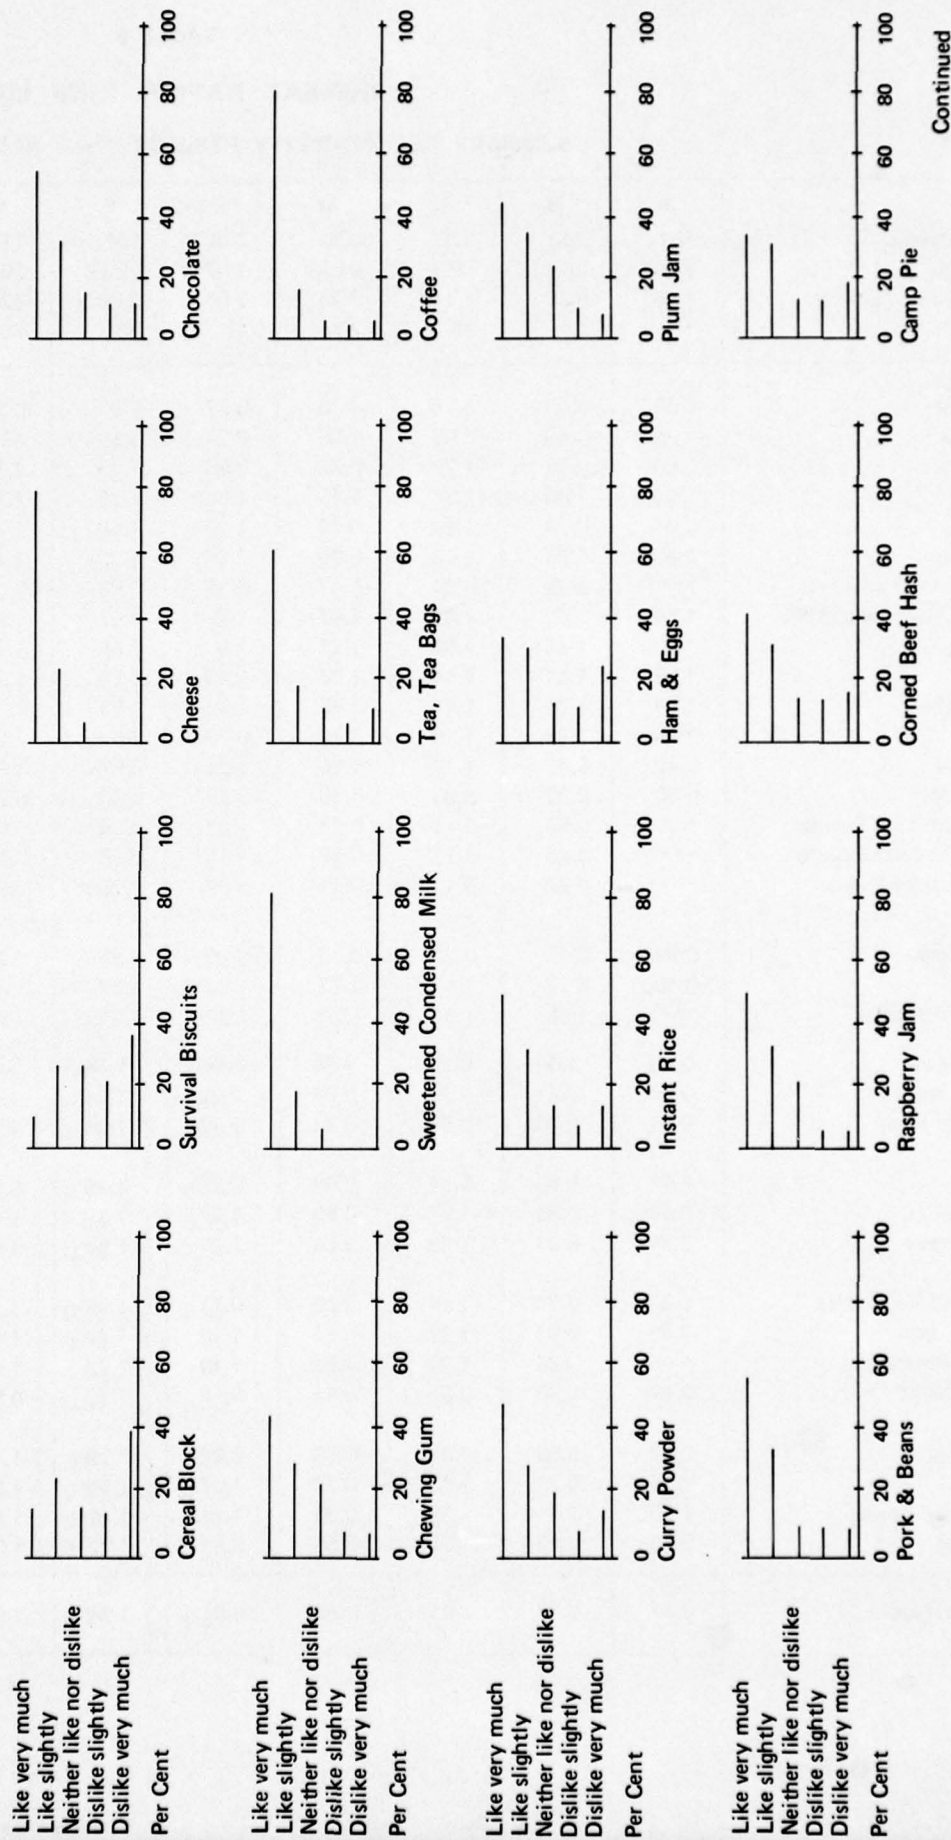 Like very much
Like slightly
Neither like nor dislike
Dislike slightly
Dislike very much
Per Cent
0 20 40 60 80 100
Cereal Block
0 20 40 60 80 100
Survival Biscuits
0 20 40 60 80 100
Cheese
0 20 40 60 80 100
Chocolate
Like very much
Like slightly
Neither like nor dislike
Dislike slightly
Dislike very much
Per Cent
0 20 40 60 80 100
Chewing Gum
0 20 40 60 80 100
Sweetened Condensed Milk
0 20 40 60 80 100
Tea, Tea Bags
0 20 40 60 80 100
Coffee
Like very much
Like slightly
Neither like nor dislike
Dislike slightly
Dislike very much
Per Cent
0 20 40 60 80 100
Curry Powder
0 20 40 60 80 100
Instant Rice
0 20 40 60 80 100
Ham & Eggs
0 20 40 60 80 100
Plum Jam
Like very much
Like slightly
Neither like nor dislike
Dislike slightly
Dislike very much
Per Cent
0 20 40 60 80 100
Pork & Beans
0 20 40 60 80 100
Raspberry Jam
0 20 40 60 80 100
Corned Beef Hash
0 20 40 60 80 100
Camp Pie
Continued